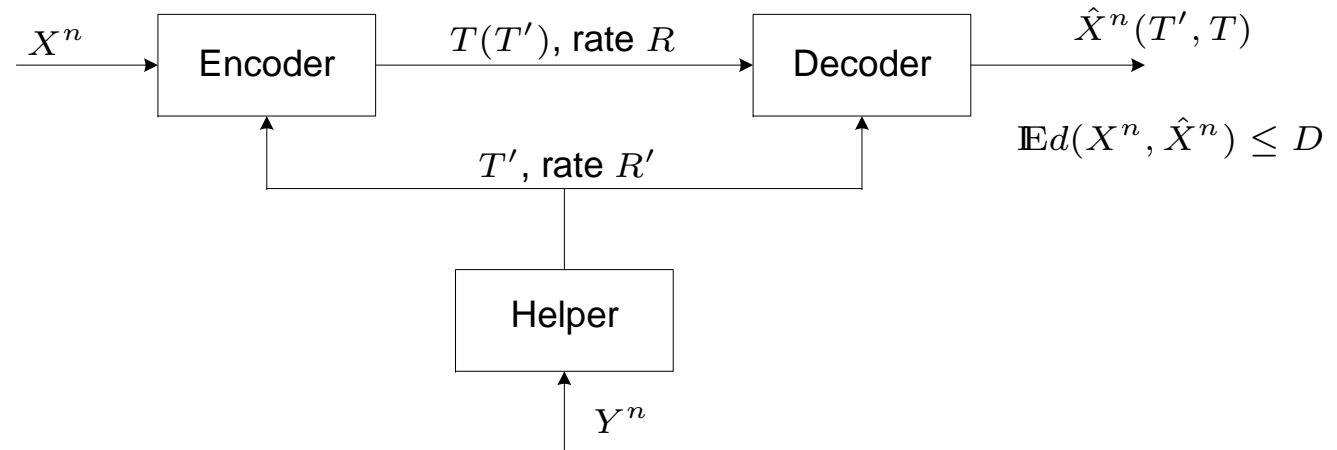 X^n
Encoder
T(T'), rate R
Decoder
X̂^n(T', T)
𝔼d(X^n, X̂^n) ≤ D
T', rate R'
Helper
Y^n